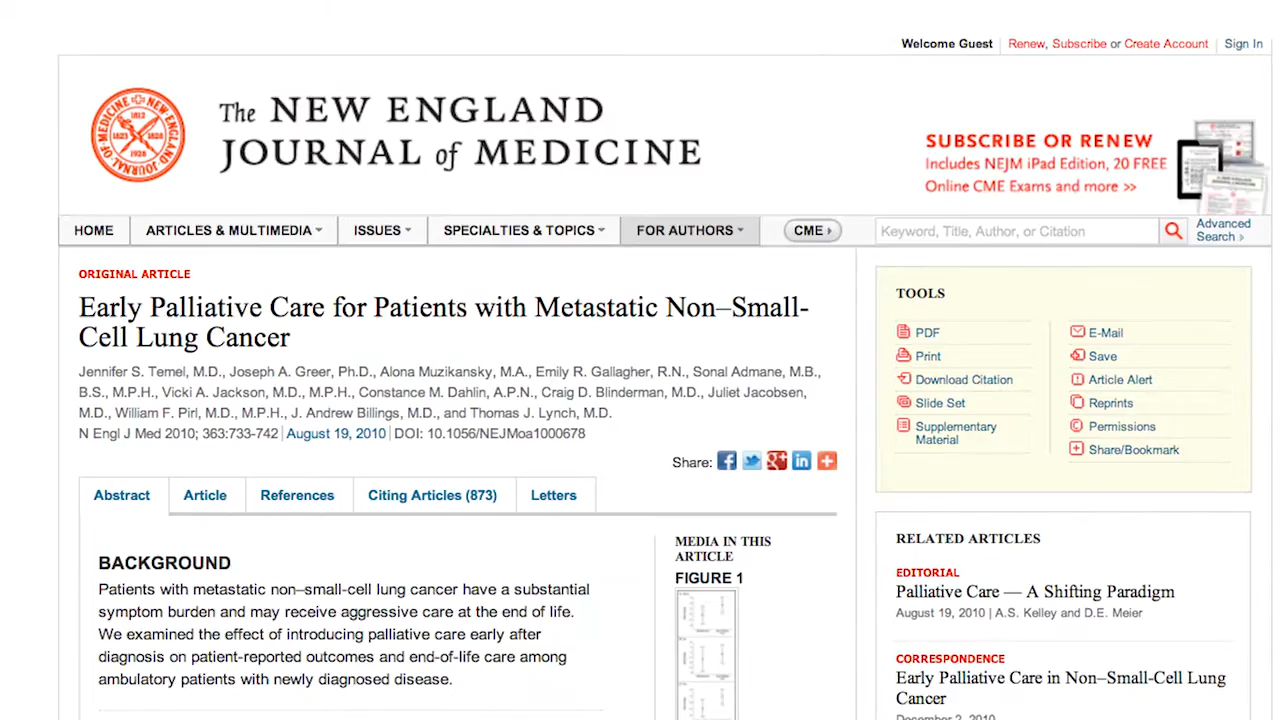 Welcome Guest
Renew, Subscribe or Create Account
Sign In
The NEW ENGLAND
JOURNAL of MEDICINE
SUBSCRIBE OR RENEW
Includes NEJM iPad Edition, 20 FREE
Online CME Exams and more >>
HOME
ARTICLES & MULTIMEDIA
ISSUES
SPECIALTIES & TOPICS
FOR AUTHORS
CME
Keyword, Title, Author, or Citation
Advanced
Search
ORIGINAL ARTICLE
Early Palliative Care for Patients with Metastatic Non–Small-
Cell Lung Cancer
Jennifer S. Temel, M.D., Joseph A. Greer, Ph.D., Alona Muzikansky, M.A., Emily R. Gallagher, R.N., Sonal Admane, M.B.,
B.S., M.P.H., Vicki A. Jackson, M.D., M.P.H., Constance M. Dahlin, A.P.N., Craig D. Blinderman, M.D., Juliet Jacobsen,
M.D., William F. Pirl, M.D., M.P.H., J. Andrew Billings, M.D., and Thomas J. Lynch, M.D.
N Engl J Med 2010; 363:733-742 | August 19, 2010 | DOI: 10.1056/NEJMoa1000678
Share:
Abstract
Article
References
Citing Articles (873)
Letters
BACKGROUND
Patients with metastatic non–small-cell lung cancer have a substantial
symptom burden and may receive aggressive care at the end of life.
We examined the effect of introducing palliative care early after
diagnosis on patient-reported outcomes and end-of-life care among
ambulatory patients with newly diagnosed disease.
MEDIA IN THIS
ARTICLE
FIGURE 1
TOOLS
PDF
Print
Download Citation
Slide Set
Supplementary
Material
E-Mail
Save
Article Alert
Reprints
Permissions
Share/Bookmark
RELATED ARTICLES
EDITORIAL
Palliative Care — A Shifting Paradigm
August 19, 2010 | A.S. Kelley and D.E. Meier
CORRESPONDENCE
Early Palliative Care in Non–Small-Cell Lung
Cancer
December 2, 2010